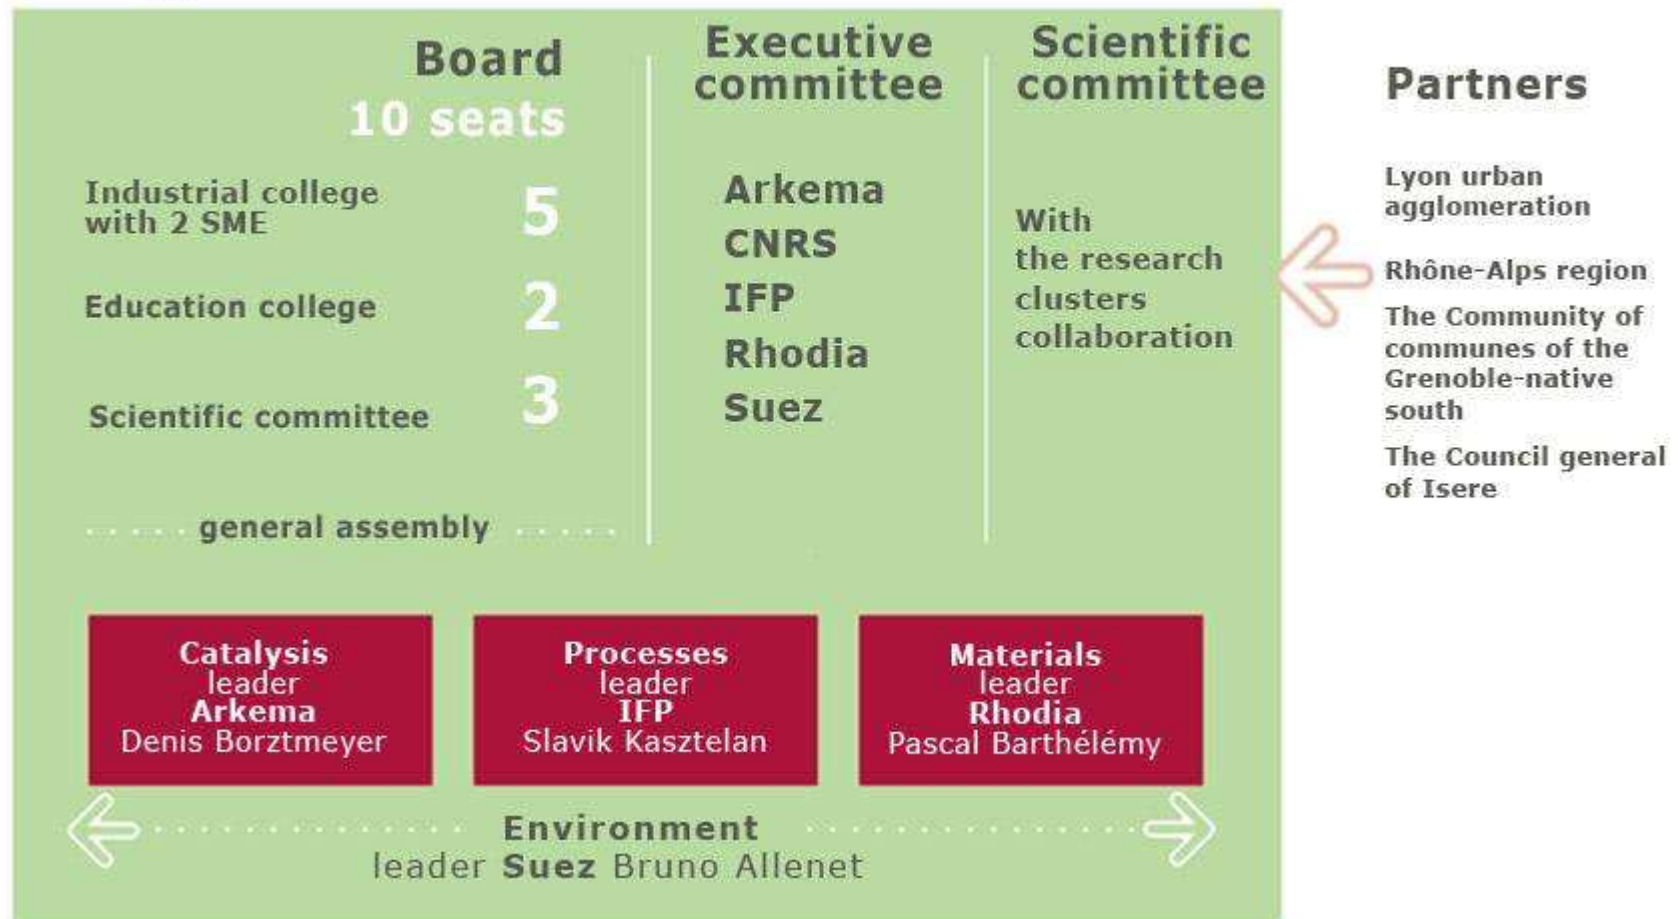 Board
10 seats
Industrial college
with 2 SME
5
Education college
2
Scientific committee
3
general assembly
Executive
committee
Arkema
CNRS
IFP
Rhodia
Suez
Scientific
committee
With
the research
clusters
collaboration
Partners
Lyon urban
agglomeration
Rhône-Alps region
The Community of
communes of the
Grenoble-native
south
The Council general
of Isere
Catalysis
leader
Arkema
Denis Borztmeyer
Processes
leader
IFP
Slavik Kasztelan
Materials
leader
Rhodia
Pascal Barthélémy
Environment
leader Suez Bruno Allenet